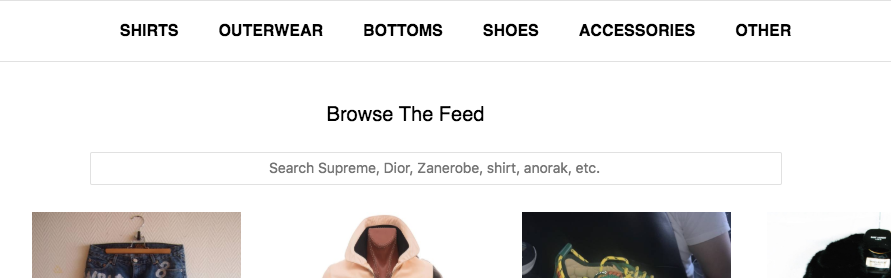 SHIRTS OUTERWEAR BOTTOMS SHOES ACCESSORIES OTHER
Browse The Feed
Search Supreme, Dior, Zanerobe, shirt, anorak, etc.